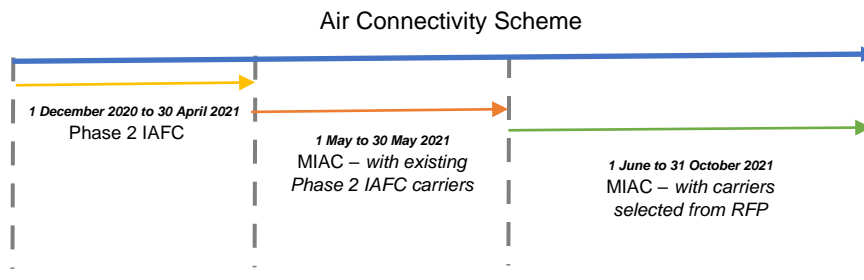 Air Connectivity Scheme
1 December 2020 to 30 April 2021
Phase 2 IAFC
1 May to 30 May 2021
MIAC – with existing
Phase 2 IAFC carriers
1 June to 31 October 2021
MIAC – with carriers
selected from RFP